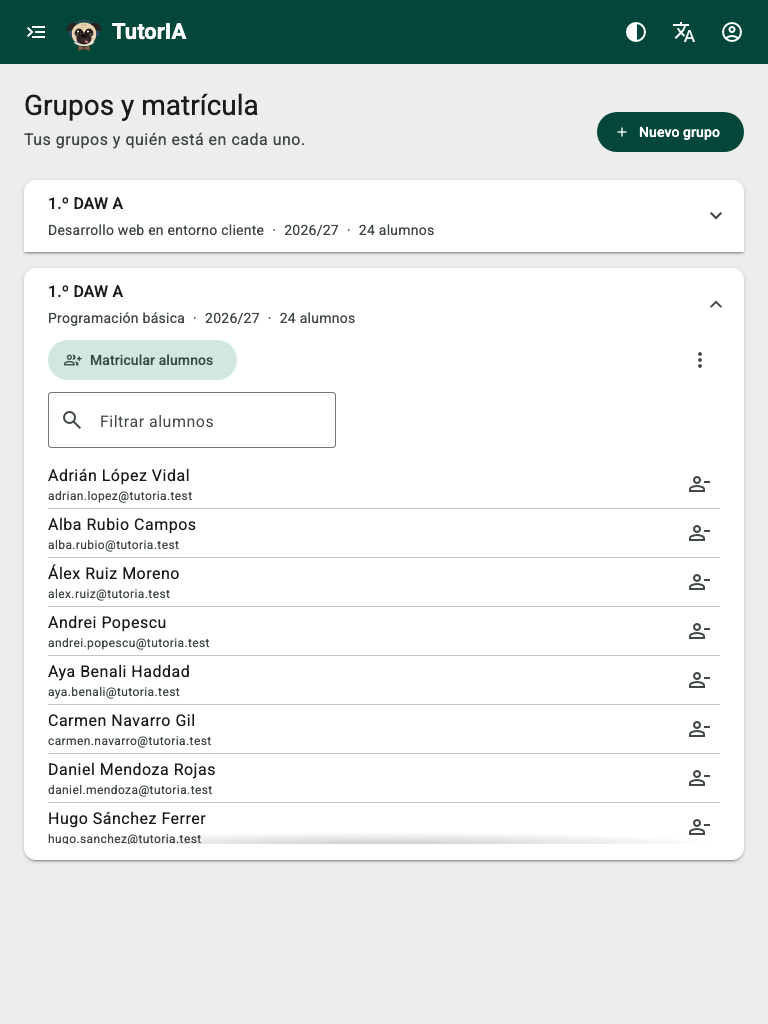 TutorIA
Grupos y matrícula
Tus grupos y quién está en cada uno.
Nuevo grupo
1.º DAW A
Desarrollo web en entorno cliente · 2026/27 · 24 alumnos
1.º DAW A
Programación básica · 2026/27 · 24 alumnos
Matricular alumnos
Filtrar alumnos
Adrián López Vidal
adrian.lopez@tutoria.test
Alba Rubio Campos
alba.rubio@tutoria.test
Álex Ruiz Moreno
alex.ruiz@tutoria.test
Andrei Popescu
andrei.popescu@tutoria.test
Aya Benali Haddad
aya.benali@tutoria.test
Carmen Navarro Gil
carmen.navarro@tutoria.test
Daniel Mendoza Rojas
daniel.mendoza@tutoria.test
Hugo Sánchez Ferrer
hugo.sanchez@tutoria.test